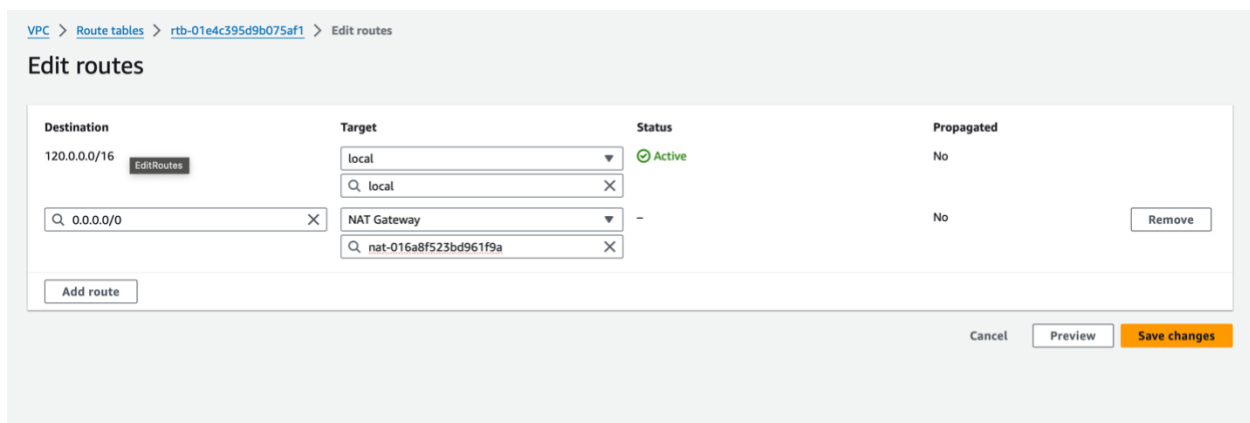 VPC > Route tables > rtb-01e4c395d9b075af1 > Edit routes
Edit routes
Destination Target Status Propagated
120.0.0.0/16 local Active No
EditRoutes
local
0.0.0.0/0 NAT Gateway – No Remove
nat-016a8f523bd961f9a
Add route
Cancel Preview Save changes